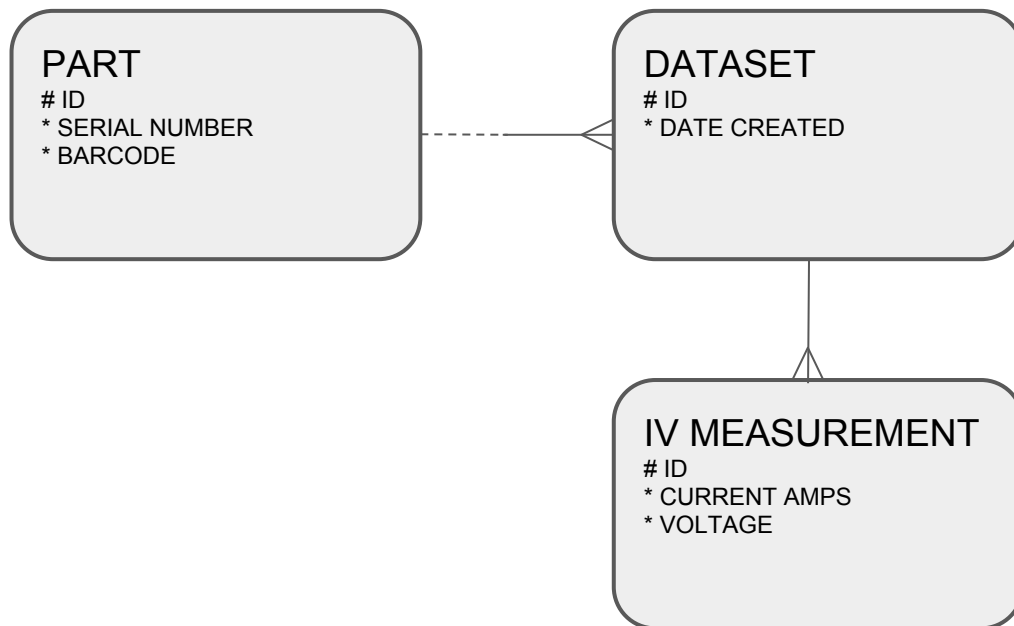 PART
# ID
* SERIAL NUMBER
* BARCODE
DATASET
# ID
* DATE CREATED
IV MEASUREMENT
# ID
* CURRENT AMPS
* VOLTAGE